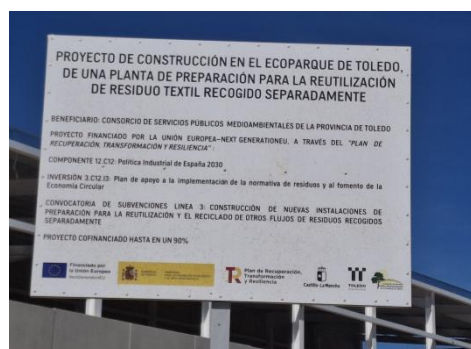 PROYECTO DE CONSTRUCCIÓN EN EL ECOPARQUE DE TOLEDO,
DE UNA PLANTA DE PREPARACIÓN PARA LA REUTILIZACIÓN
DE RESIDUO TEXTIL RECOGIDO SEPARADAMENTE
BENEFICIARIO: CONSORCIO DE SERVICIOS PÚBLICOS MEDIOAMBIENTALES DE LA PROVINCIA DE TOLEDO
PROYECTO FINANCIADO POR LA UNIÓN EUROPEA-NEXT GENERATIONEU, A TRAVÉS DEL "PLAN DE
RECUPERACIÓN, TRANSFORMACIÓN Y RESILIENCIA":
COMPONENTE 12.C12: Política Industrial de España 2030
INVERSIÓN 3.C12.I3: Plan de apoyo a la implementación de la normativa de residuos y al fomento de la
Economía Circular
CONVOCATORIA DE SUBVENCIONES LINEA 3: CONSTRUCCIÓN DE NUEVAS INSTALACIONES DE
PREPARACIÓN PARA LA REUTILIZACIÓN Y EL RECICLADO DE OTROS FLUJOS DE RESIDUOS RECOGIDOS
SEPARADAMENTE
PROYECTO COFINANCIADO HASTA EN UN 90%
Financiado por
la Unión Europea
Plan de Recuperación,
Transformación
y Resiliencia
Castilla-La Mancha
TOLEDO